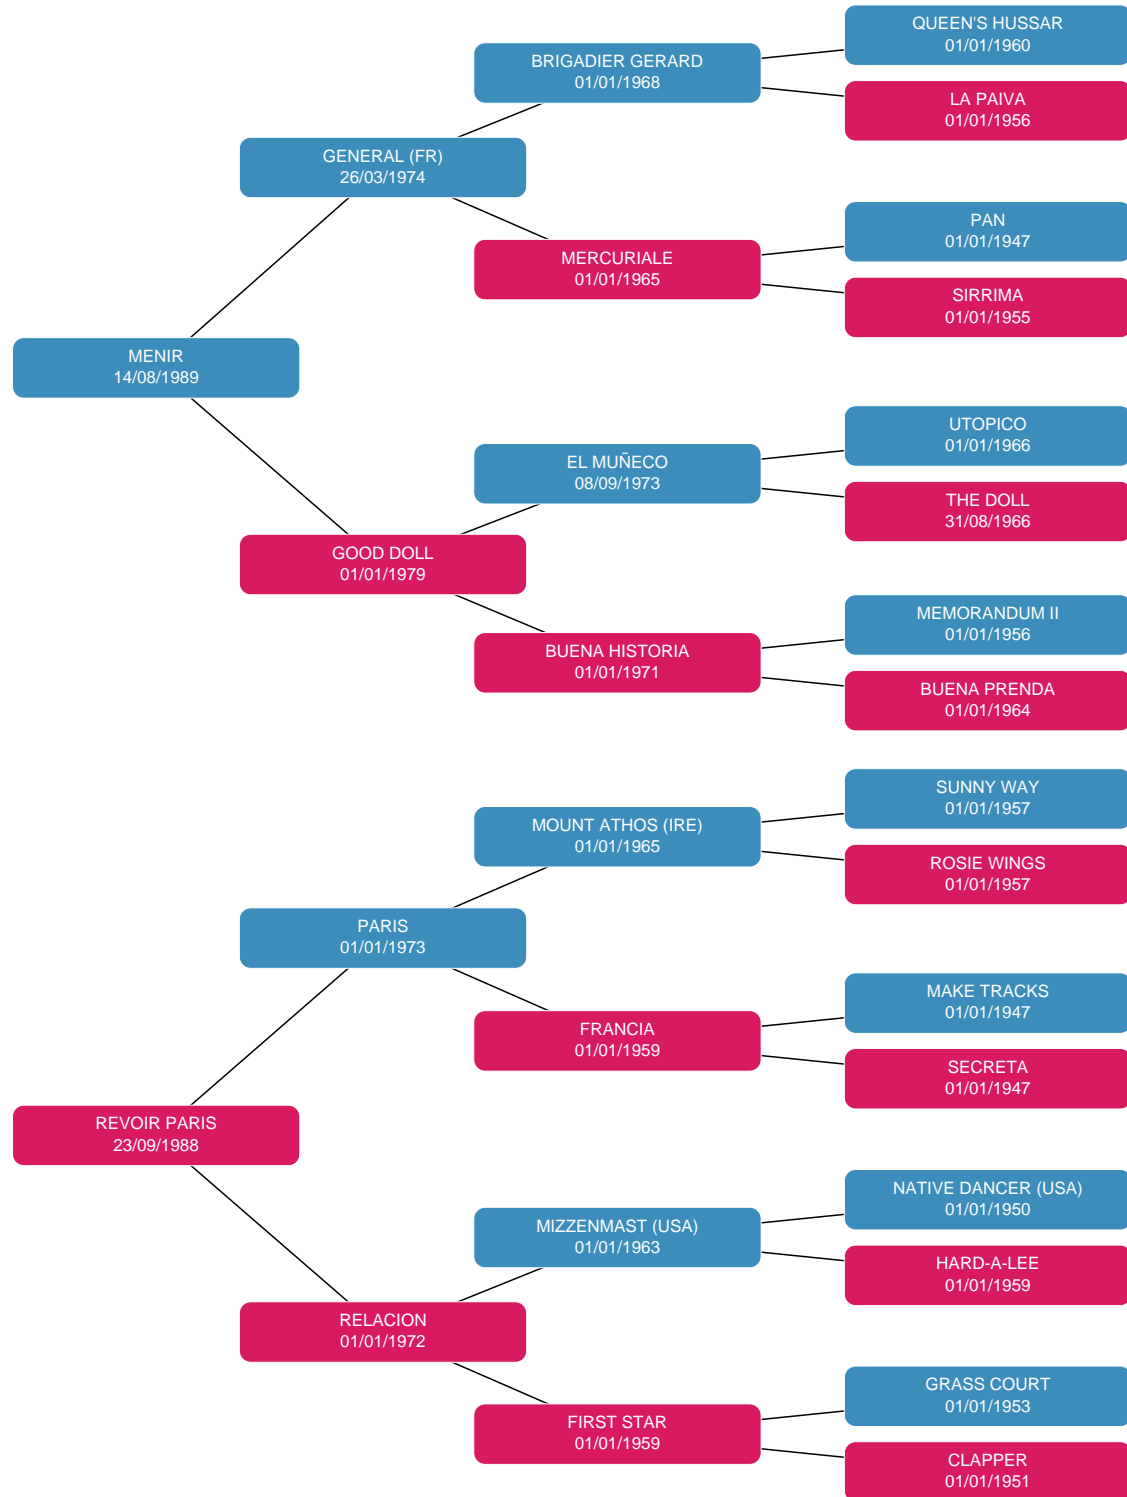 QUEEN'S HUSSAR
01/01/1960
BRIGADIER GERARD
01/01/1968
LA PAIVA
01/01/1956
GENERAL (FR)
26/03/1974
PAN
01/01/1947
MERCURIALE
01/01/1965
SIRRIMA
01/01/1955
MENIR
14/08/1989
UTOPICO
01/01/1966
EL MUÑECO
08/09/1973
THE DOLL
31/08/1966
GOOD DOLL
01/01/1979
MEMORANDUM II
01/01/1956
BUENA HISTORIA
01/01/1971
BUENA PRENDA
01/01/1964
SUNNY WAY
01/01/1957
MOUNT ATHOS (IRE)
01/01/1965
ROSIE WINGS
01/01/1957
PARIS
01/01/1973
MAKE TRACKS
01/01/1947
FRANCIA
01/01/1959
SECRETA
01/01/1947
REVOIR PARIS
23/09/1988
NATIVE DANCER (USA)
01/01/1950
MIZZENMAST (USA)
01/01/1963
HARD-A-LEE
01/01/1959
RELACION
01/01/1972
GRASS COURT
01/01/1953
FIRST STAR
01/01/1959
CLAPPER
01/01/1951